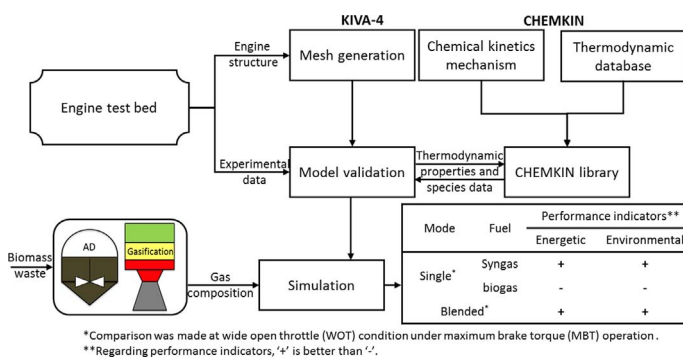 KIVA-4
CHEMKIN
Engine
structure
Mesh generation
Chemical kinetics
mechanism
Thermodynamic
database
Engine test bed
Experimental
data
Model validation
Thermodynamic
properties and
species data
CHEMKIN library
Biomass
waste
AD
Gasification
Gas
composition
Simulation
Mode Fuel Performance indicators**
Energetic Environmental
Single* Syngas + +
biogas - -
Blended* + +
*Comparison was made at wide open throttle (WOT) condition under maximum brake torque (MBT) operation .
**Regarding performance indicators, ‘+’ is better than ‘-’.